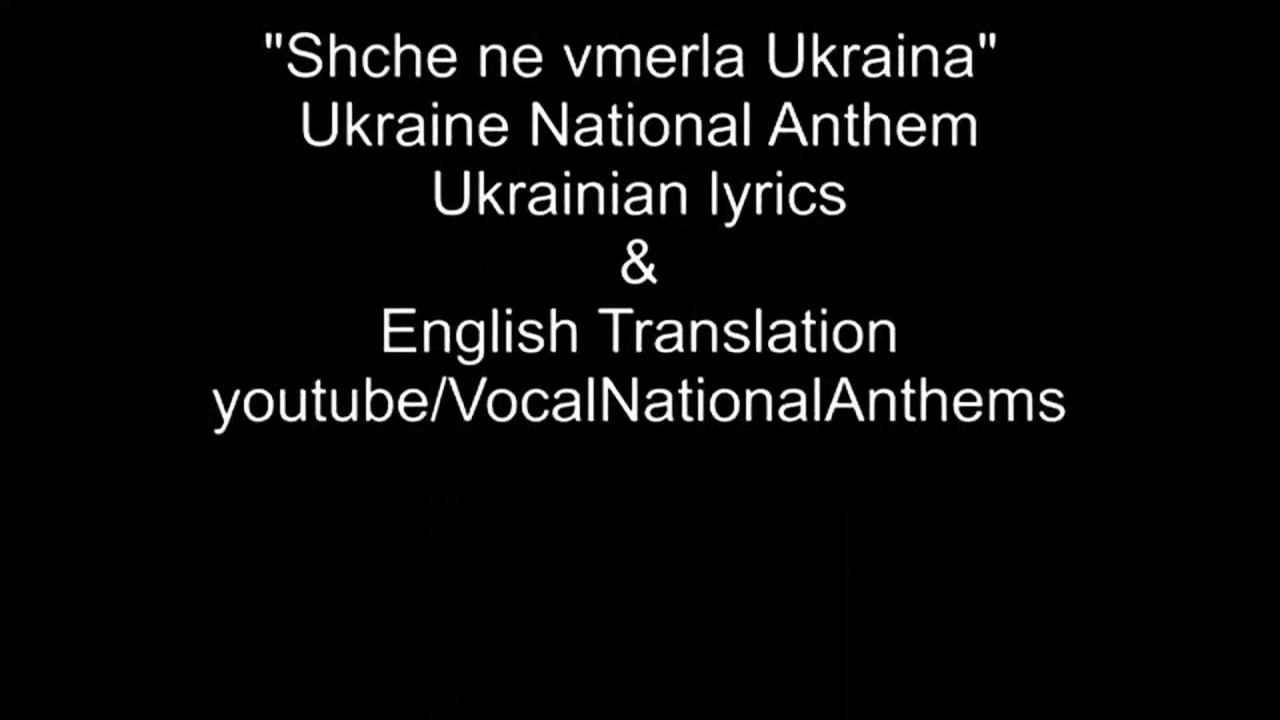 "Shche ne vmerla Ukraina"
Ukraine National Anthem
Ukrainian lyrics
&
English Translation
youtube/VocalNationalAnthems